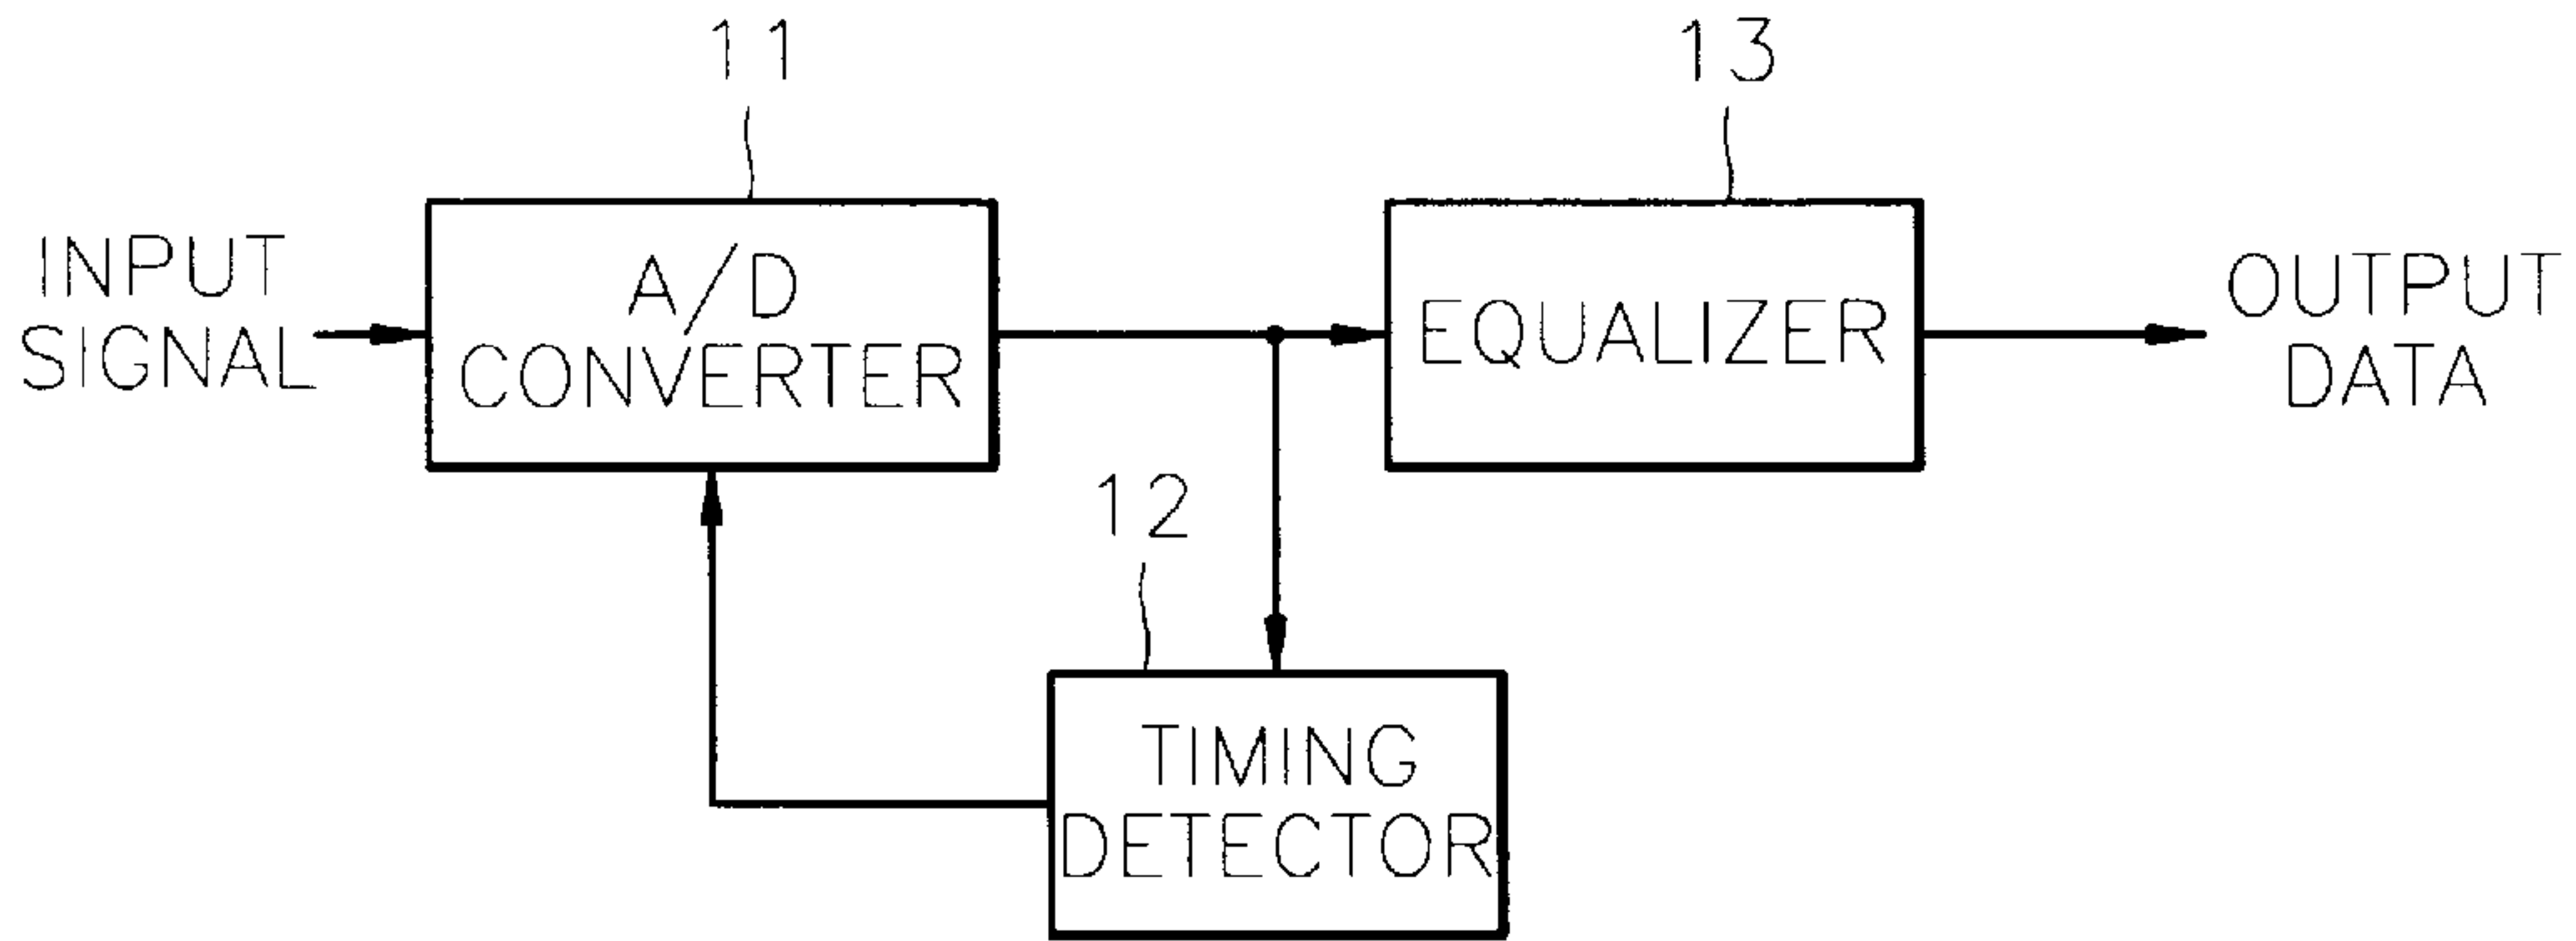 11
13
INPUT
SIGNAL
A/D
CONVERTER
EQUALIZER
OUTPUT
DATA
12
TIMING
DETECTOR